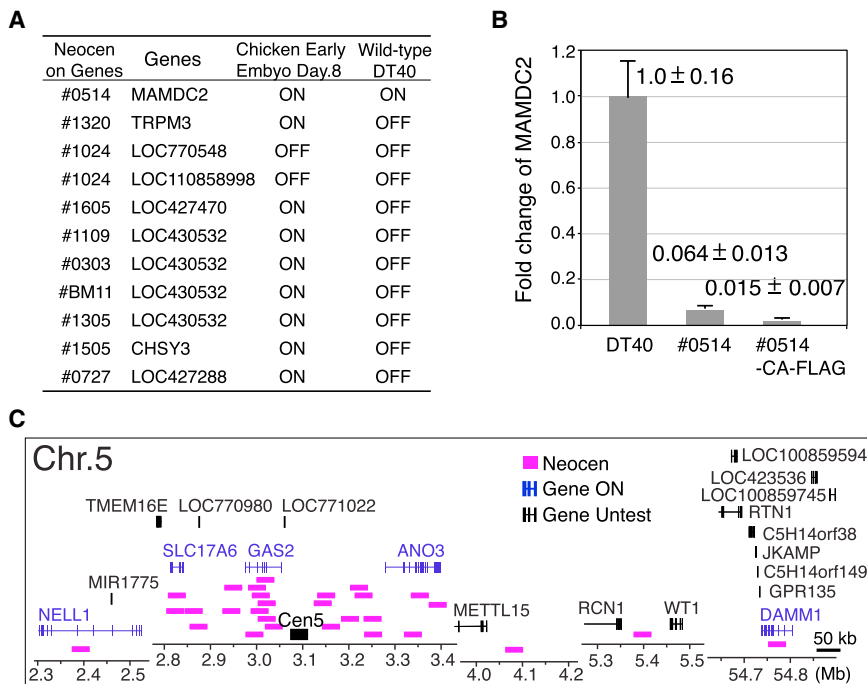 A
Neocen on Genes Genes Chicken Early Embyo Day.8 Wild-type DT40
#0514 MAMDC2 ON ON
#1320 TRPM3 ON OFF
#1024 LOC770548 OFF OFF
#1024 LOC110858998 OFF OFF
#1605 LOC427470 ON OFF
#1109 LOC430532 ON OFF
#0303 LOC430532 ON OFF
#BM11 LOC430532 ON OFF
#1305 LOC430532 ON OFF
#1505 CHSY3 ON OFF
#0727 LOC427288 ON OFF
B
Fold change of MAMDC2
1.2
1.0
0.8
0.6
0.4
0.2
0.0
1.0 ± 0.16
0.064 ± 0.013
0.015 ± 0.007
DT40 #0514 #0514
-CA-FLAG
C
Chr.5
Neocen
Gene ON
Gene Untest
TMEM16E LOC770980 LOC771022
SLC17A6 GAS2 ANO3
MIR1775
NELL1
Cen5
METTL15
RCN1 WT1
LOC100859594
LOC423536
LOC100859745
RTN1
C5H14orf38
JKAMP
C5H14orf149
GPR135
DAMM1
50 kb
2.3 2.4 2.5 2.8 2.9 3.0 3.1 3.2 3.3 3.4 4.0 4.1 4.2 5.3 5.4 5.5 54.7 54.8 (Mb)